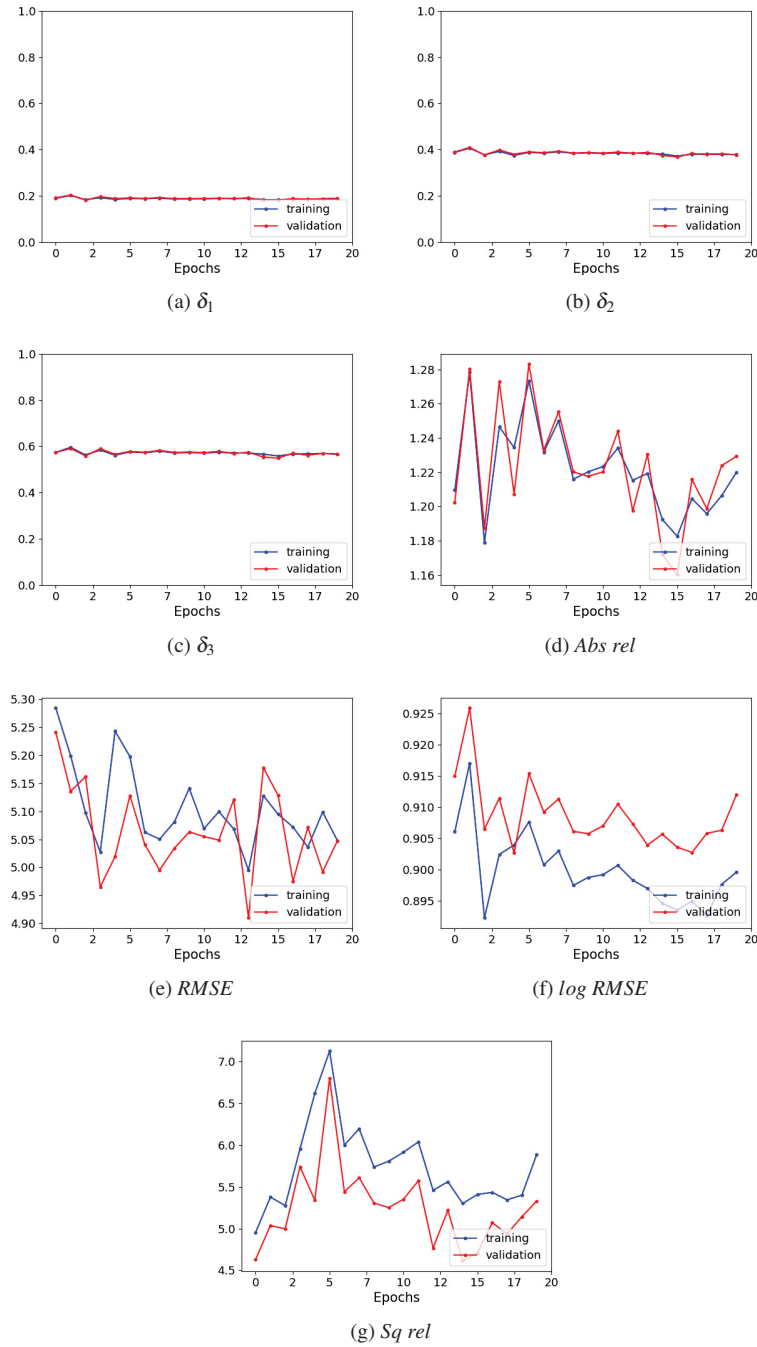 1.0
0.8
0.6
0.4
0.2
0.0
0 2 5 7 10 12 15 17 20
Epochs
training
validation
(a) δ1
1.0
0.8
0.6
0.4
0.2
0.0
0 2 5 7 10 12 15 17 20
Epochs
training
validation
(b) δ2
1.0
0.8
0.6
0.4
0.2
0.0
0 2 5 7 10 12 15 17 20
Epochs
training
validation
(c) δ3
1.28
1.26
1.24
1.22
1.20
1.18
1.16
0 2 5 7 10 12 15 17 20
Epochs
training
validation
(d) Abs rel
5.30
5.25
5.20
5.15
5.10
5.05
5.00
4.95
4.90
0 2 5 7 10 12 15 17 20
Epochs
training
validation
(e) RMSE
0.925
0.920
0.915
0.910
0.905
0.900
0.895
0 2 5 7 10 12 15 17 20
Epochs
training
validation
(f) log RMSE
7.0
6.5
6.0
5.5
5.0
4.5
0 2 5 7 10 12 15 17 20
Epochs
training
validation
(g) Sq rel